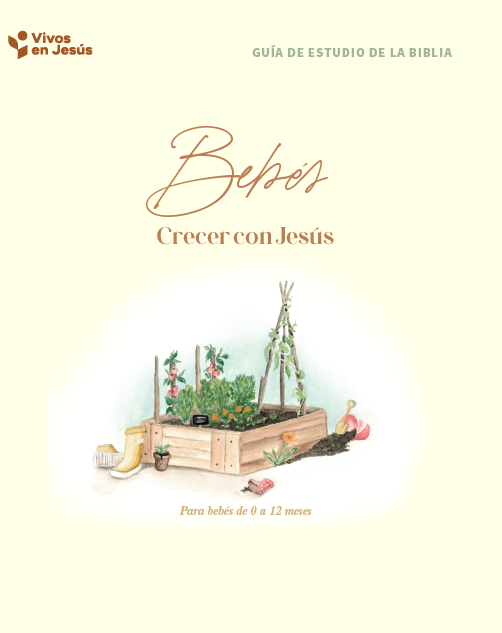 Vivos
en Jesús
GUÍA DE ESTUDIO DE LA BIBLIA
Bebés
Crecer con Jesús
Para bebés de 0 a 12 meses